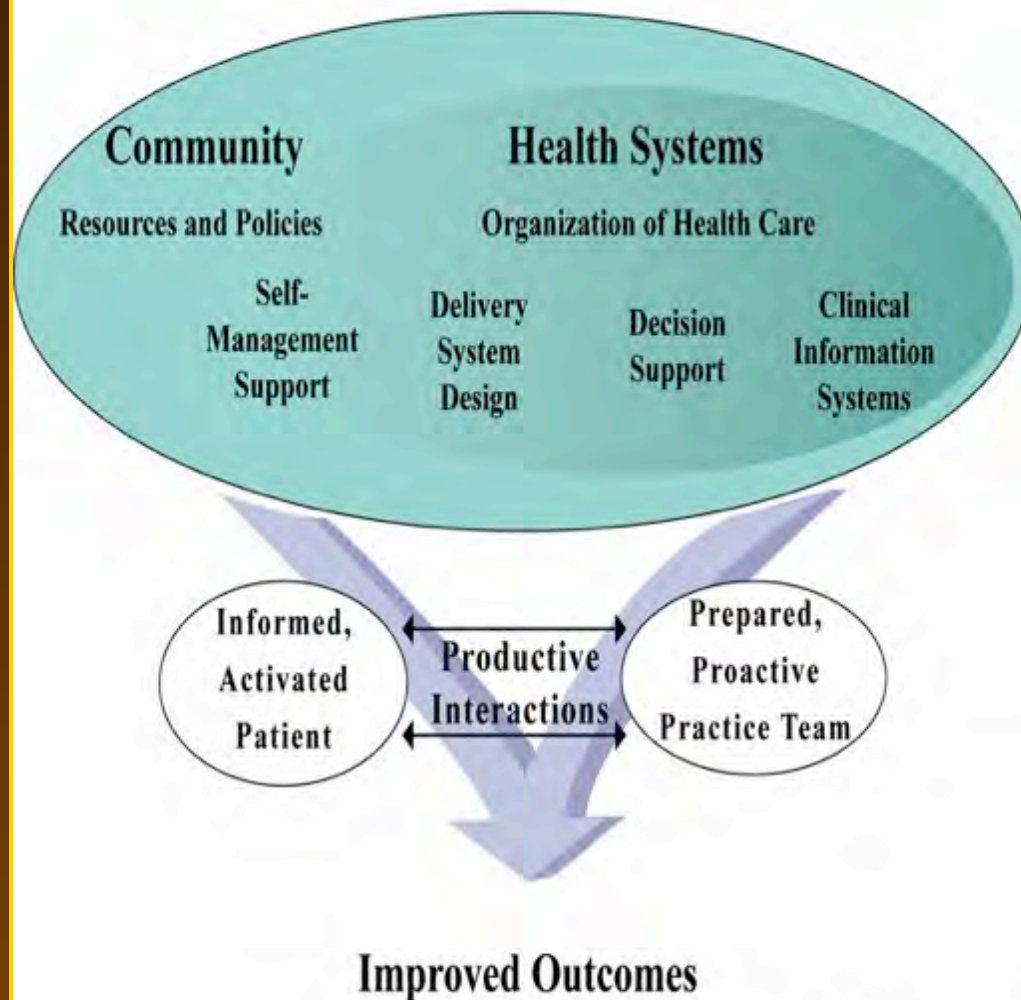 Community
Health Systems
Resources and Policies
Organization of Health Care
Self-
Management
Support
Delivery
System
Design
Decision
Support
Clinical
Information
Systems
Informed,
Activated
Patient
Productive
Interactions
Prepared,
Proactive
Practice Team
Improved Outcomes